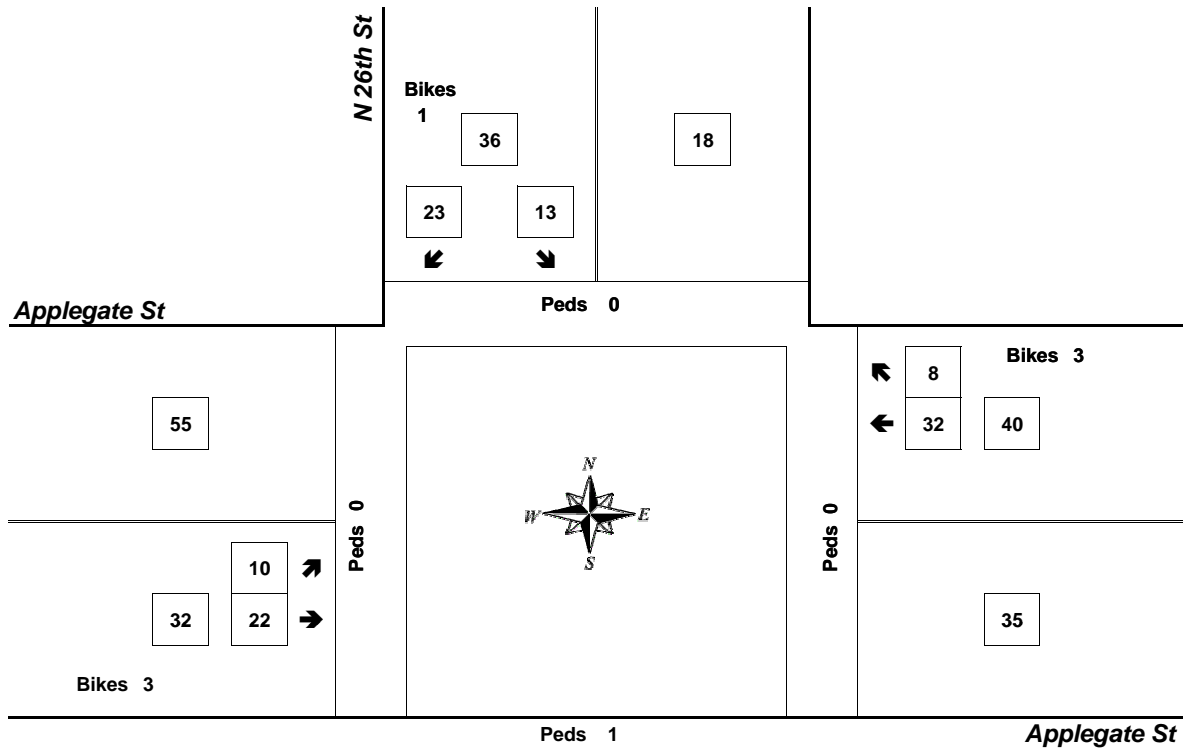 N 26th St
Bikes
1
36
18
23
13
Peds 0
Applegate St
Bikes 3
8
55
32
40
N
W E
S
Peds 0
Peds 0
10
32
22
35
Bikes 3
Peds 1
Applegate St